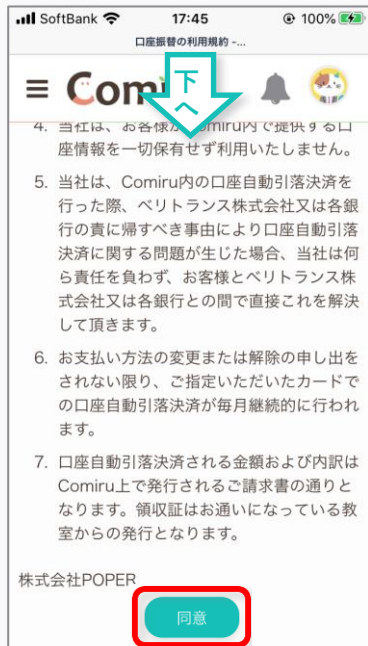 SoftBank 17:45 100%
口座振替の利用規約 -...
Comi
下
へ
4. 当社は、お客様が Comiru内で提供する口
座情報を一切保有せず利用いたしません。
5. 当社は、Comiru内の口座自動引落決済を
行った際、ベリトランス株式会社又は各銀
行の責に帰すべき事由により口座自動引落
決済に関する問題が生じた場合、当社は何
ら責任を負わず、お客様とベリトランス株
式会社又は各銀行との間で直接これを解決
して頂きます。
6. お支払い方法の変更または解除の申し出を
されない限り、ご指定いただいたカードで
の口座自動引落決済が毎月継続的に行われ
ます。
7. 口座自動引落決済される金額および内訳は
Comiru上で発行されるご請求書の通りと
なります。領収証はお通いになっている教
室からの発行となります。
株式会社POPER
同意